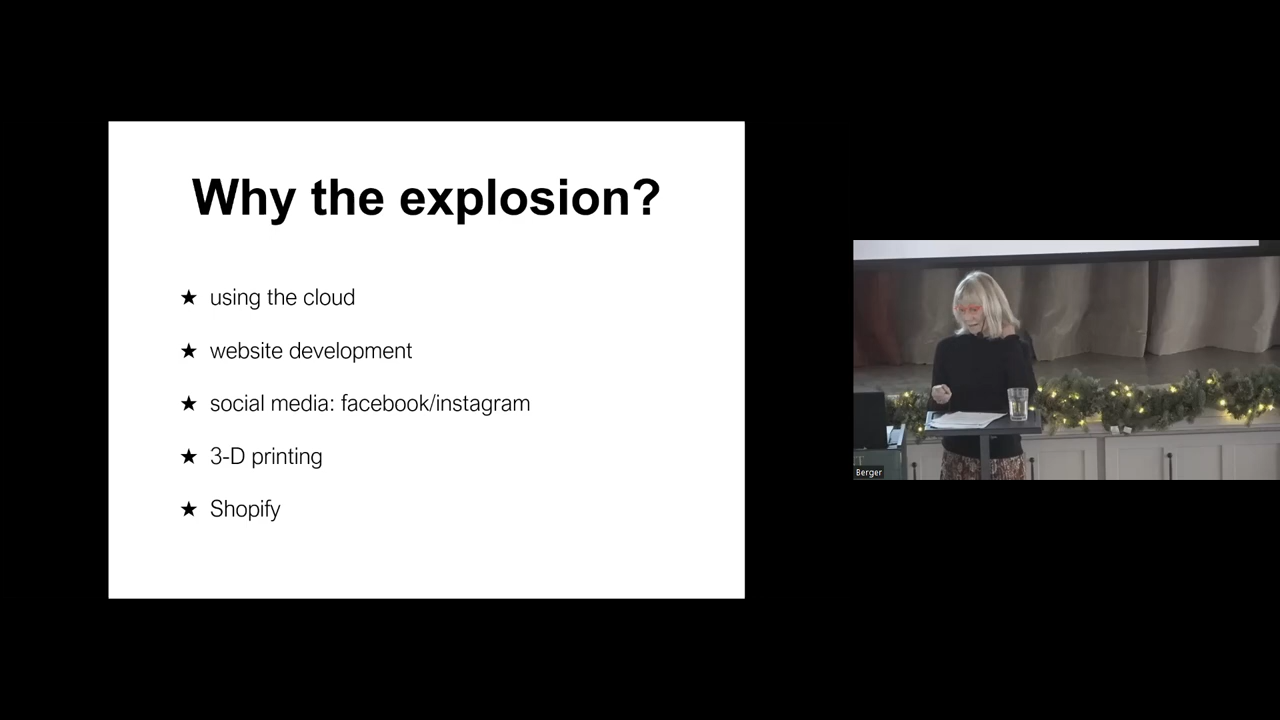 Why the explosion?
★ using the cloud
★ website development
★ social media: facebook/instagram
★ 3-D printing
★ Shopify
Berger